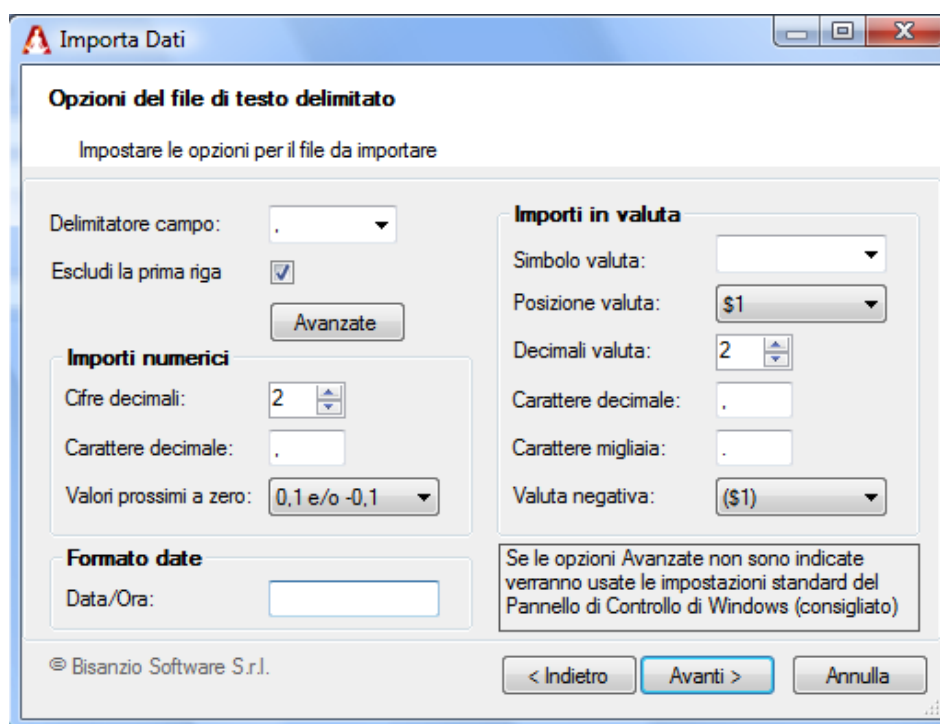 Importa Dati
Opzioni del file di testo delimitato
Impostare le opzioni per il file da importare
Delimitatore campo: ,
Escludi la prima riga
Avanzate
Importi numerici
Cifre decimali: 2
Carattere decimale: ,
Valori prossimi a zero: 0,1 e/o -0,1
Formato date
Data/Ora:
Importi in valuta
Simbolo valuta:
Posizione valuta: $1
Decimali valuta: 2
Carattere decimale: ,
Carattere migliaia: .
Valuta negativa: ($1)
Se le opzioni Avanzate non sono indicate
verranno usate le impostazioni standard del
Pannello di Controllo di Windows (consigliato)
© Bisanzio Software S.r.l.
< Indietro
Avanti >
Annulla